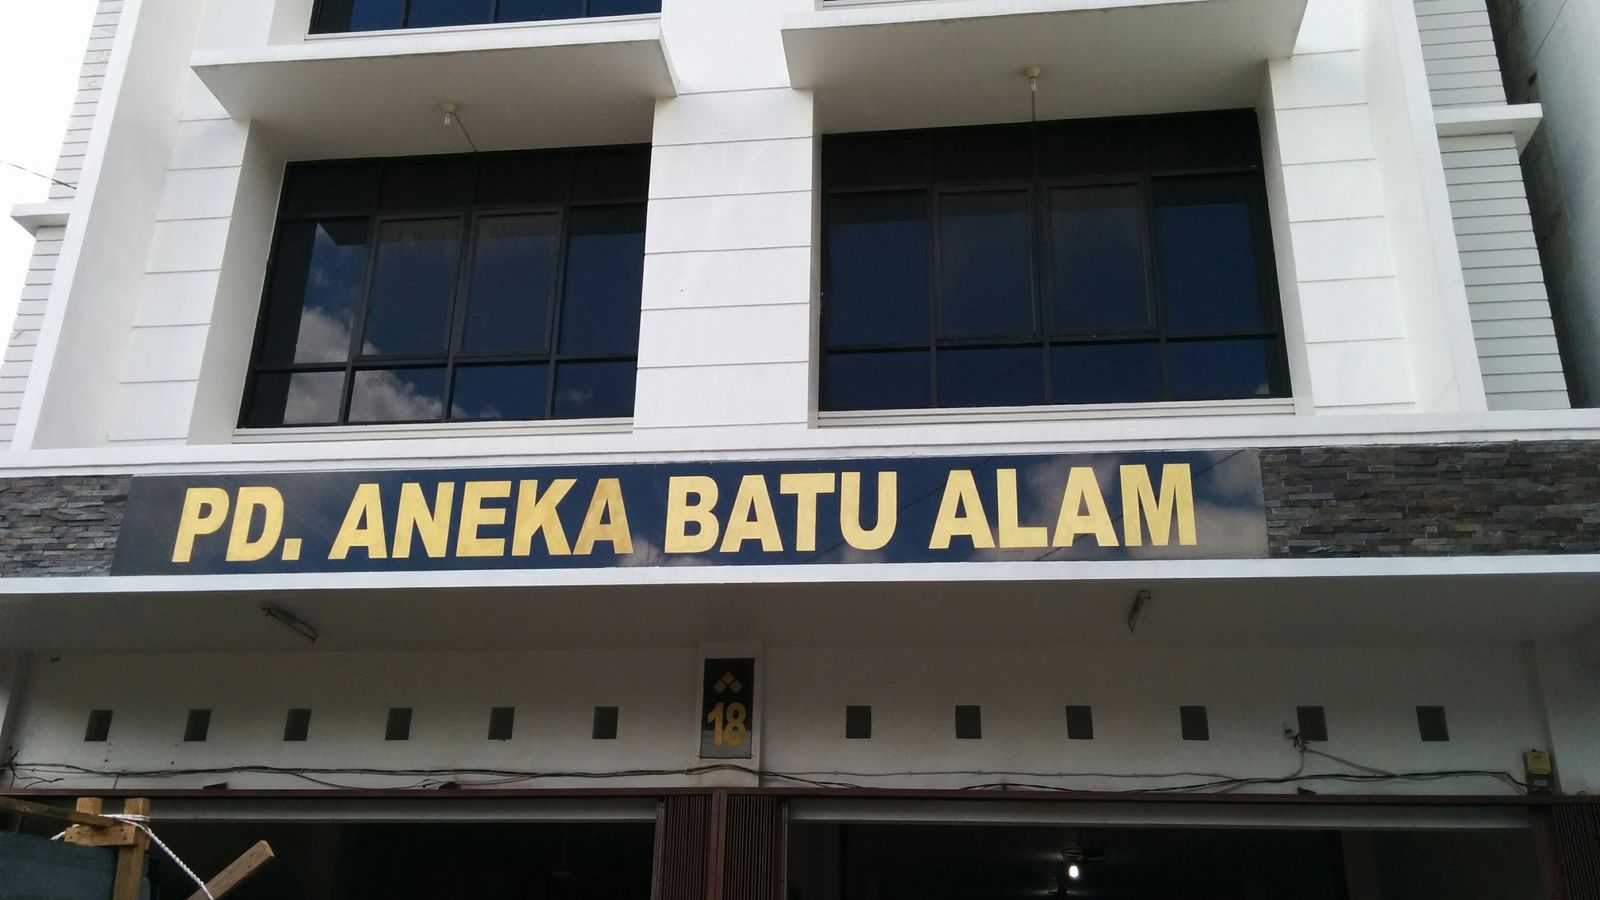 PD. ANEKA BATU ALAM
18